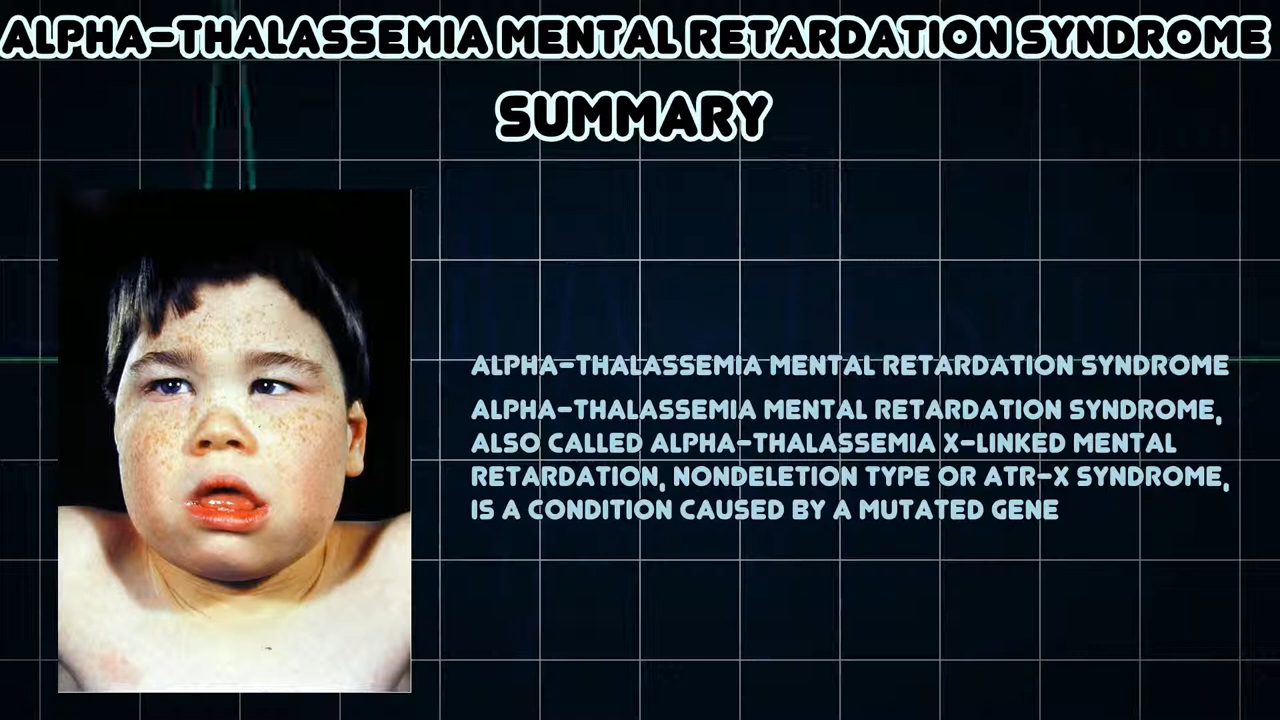 ALPHA-THALASSEMIA MENTAL RETARDATION SYNDROME
SUMMARY
ALPHA-THALASSEMIA MENTAL RETARDATION SYNDROME
ALPHA-THALASSEMIA MENTAL RETARDATION SYNDROME,
ALSO CALLED ALPHA-THALASSEMIA X-LINKED MENTAL
RETARDATION, NONDELETION TYPE OR ATR-X SYNDROME,
IS A CONDITION CAUSED BY A MUTATED GENE